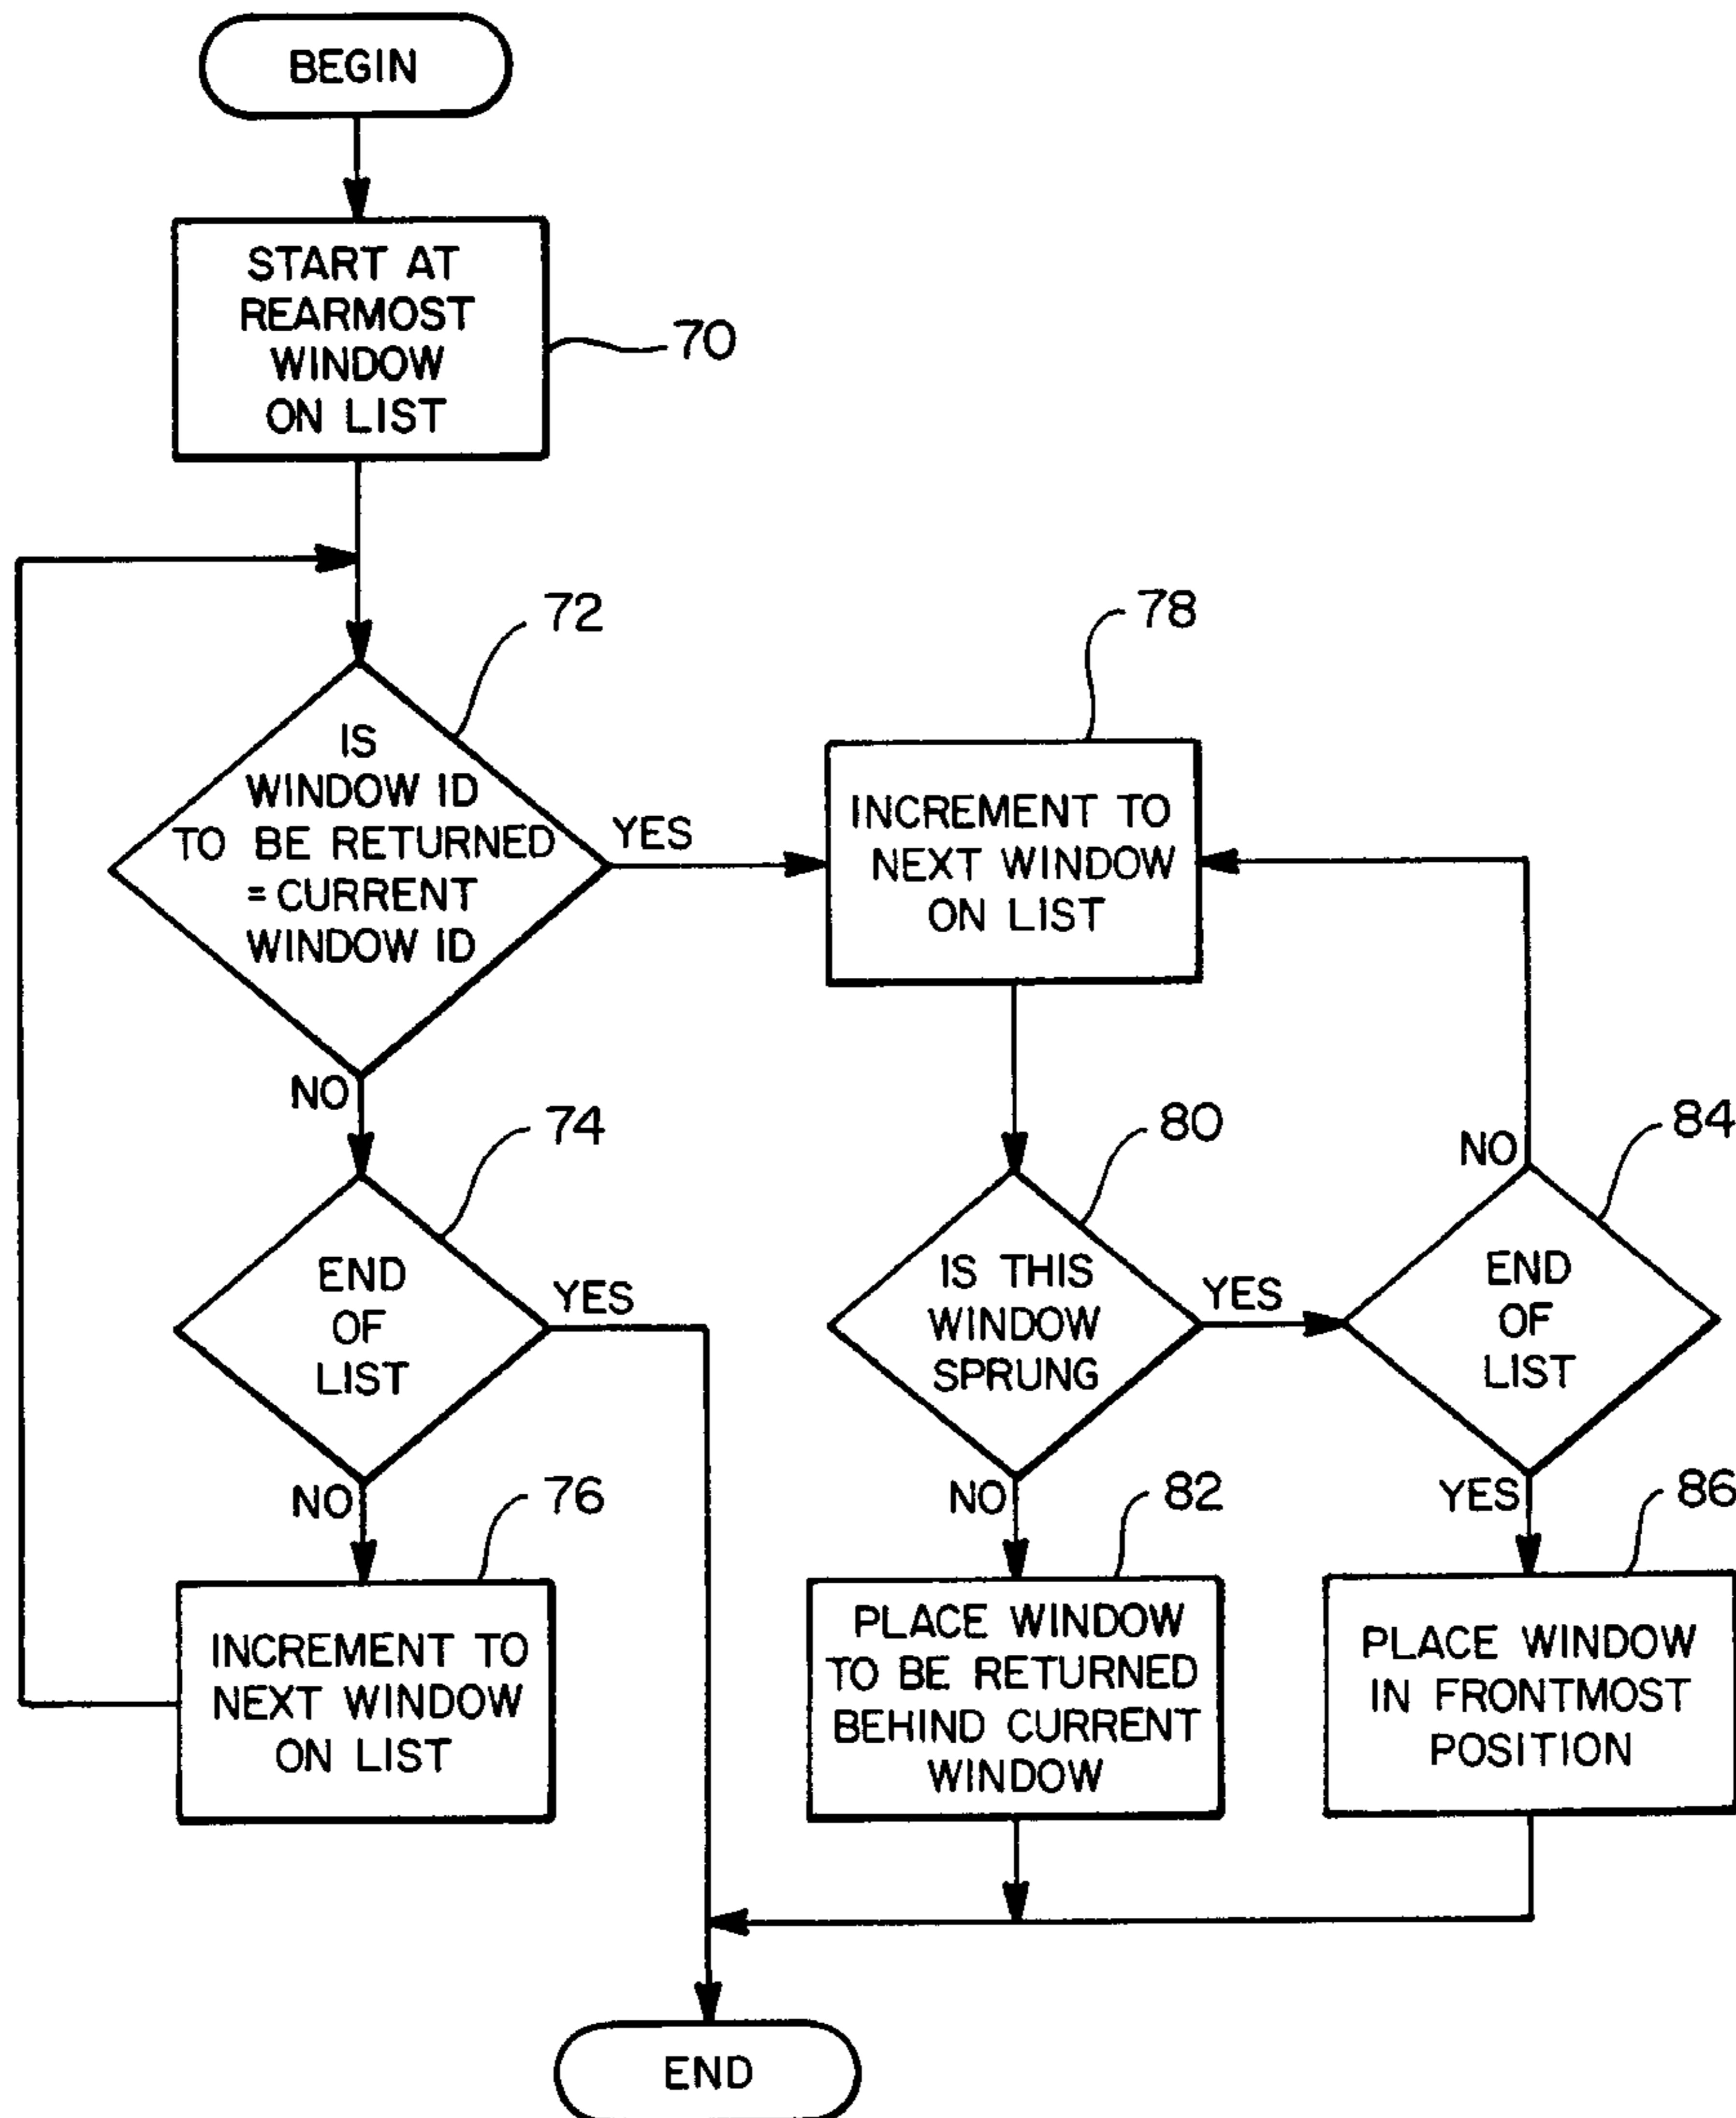 BEGIN
START AT
REARMOST
WINDOW
ON LIST
70
72
IS
WINDOW ID
TO BE RETURNED
= CURRENT
WINDOW ID
YES
NO
78
INCREMENT TO
NEXT WINDOW
ON LIST
74
END
OF
LIST
YES
NO
80
IS THIS
WINDOW
SPRUNG
YES
NO
84
NO
END
OF
LIST
YES
76
INCREMENT TO
NEXT WINDOW
ON LIST
82
PLACE WINDOW
TO BE RETURNED
BEHIND CURRENT
WINDOW
86
PLACE WINDOW
IN FRONTMOST
POSITION
END